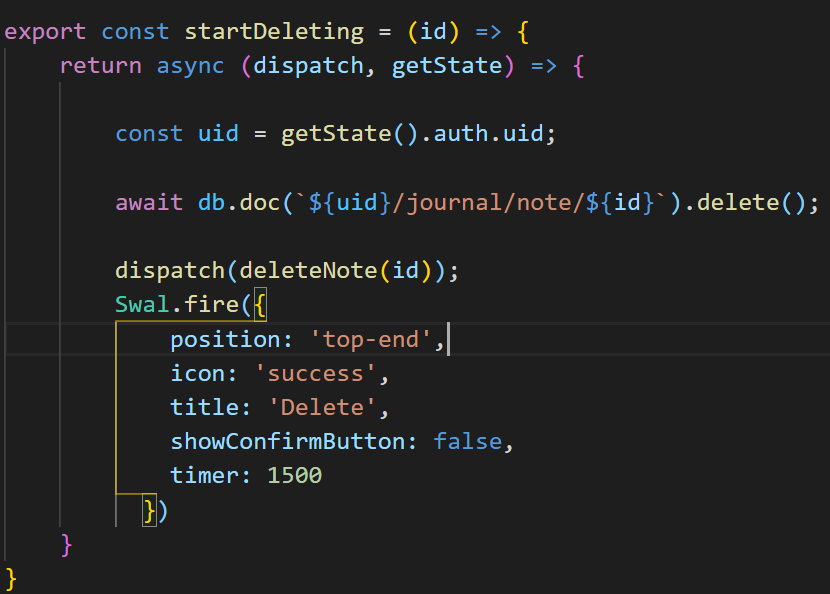 export const startDeleting = (id) => {
return async (dispatch, getState) => {
const uid = getState().auth.uid;
await db.doc(`${uid}/journal/note/${id}`).delete();
dispatch(deleteNote(id));
Swal.fire({
position: 'top-end',
icon: 'success',
title: 'Delete',
showConfirmButton: false,
timer: 1500
})
}
}